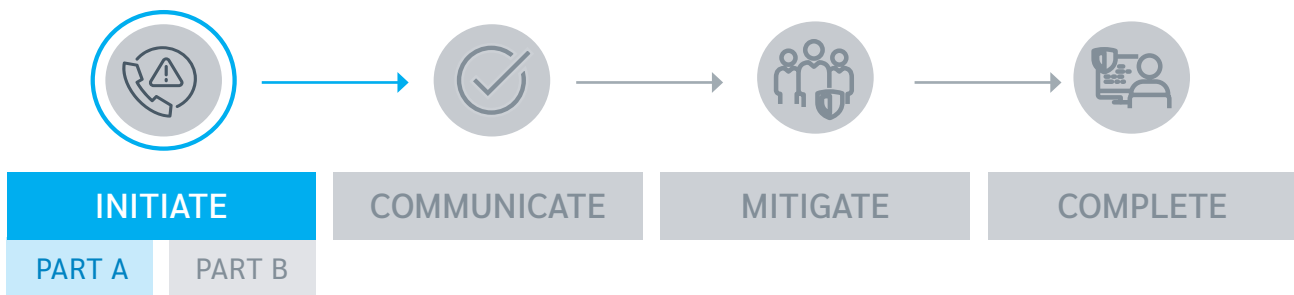 INITIATE
COMMUNICATE
MITIGATE
COMPLETE
PART A
PART B